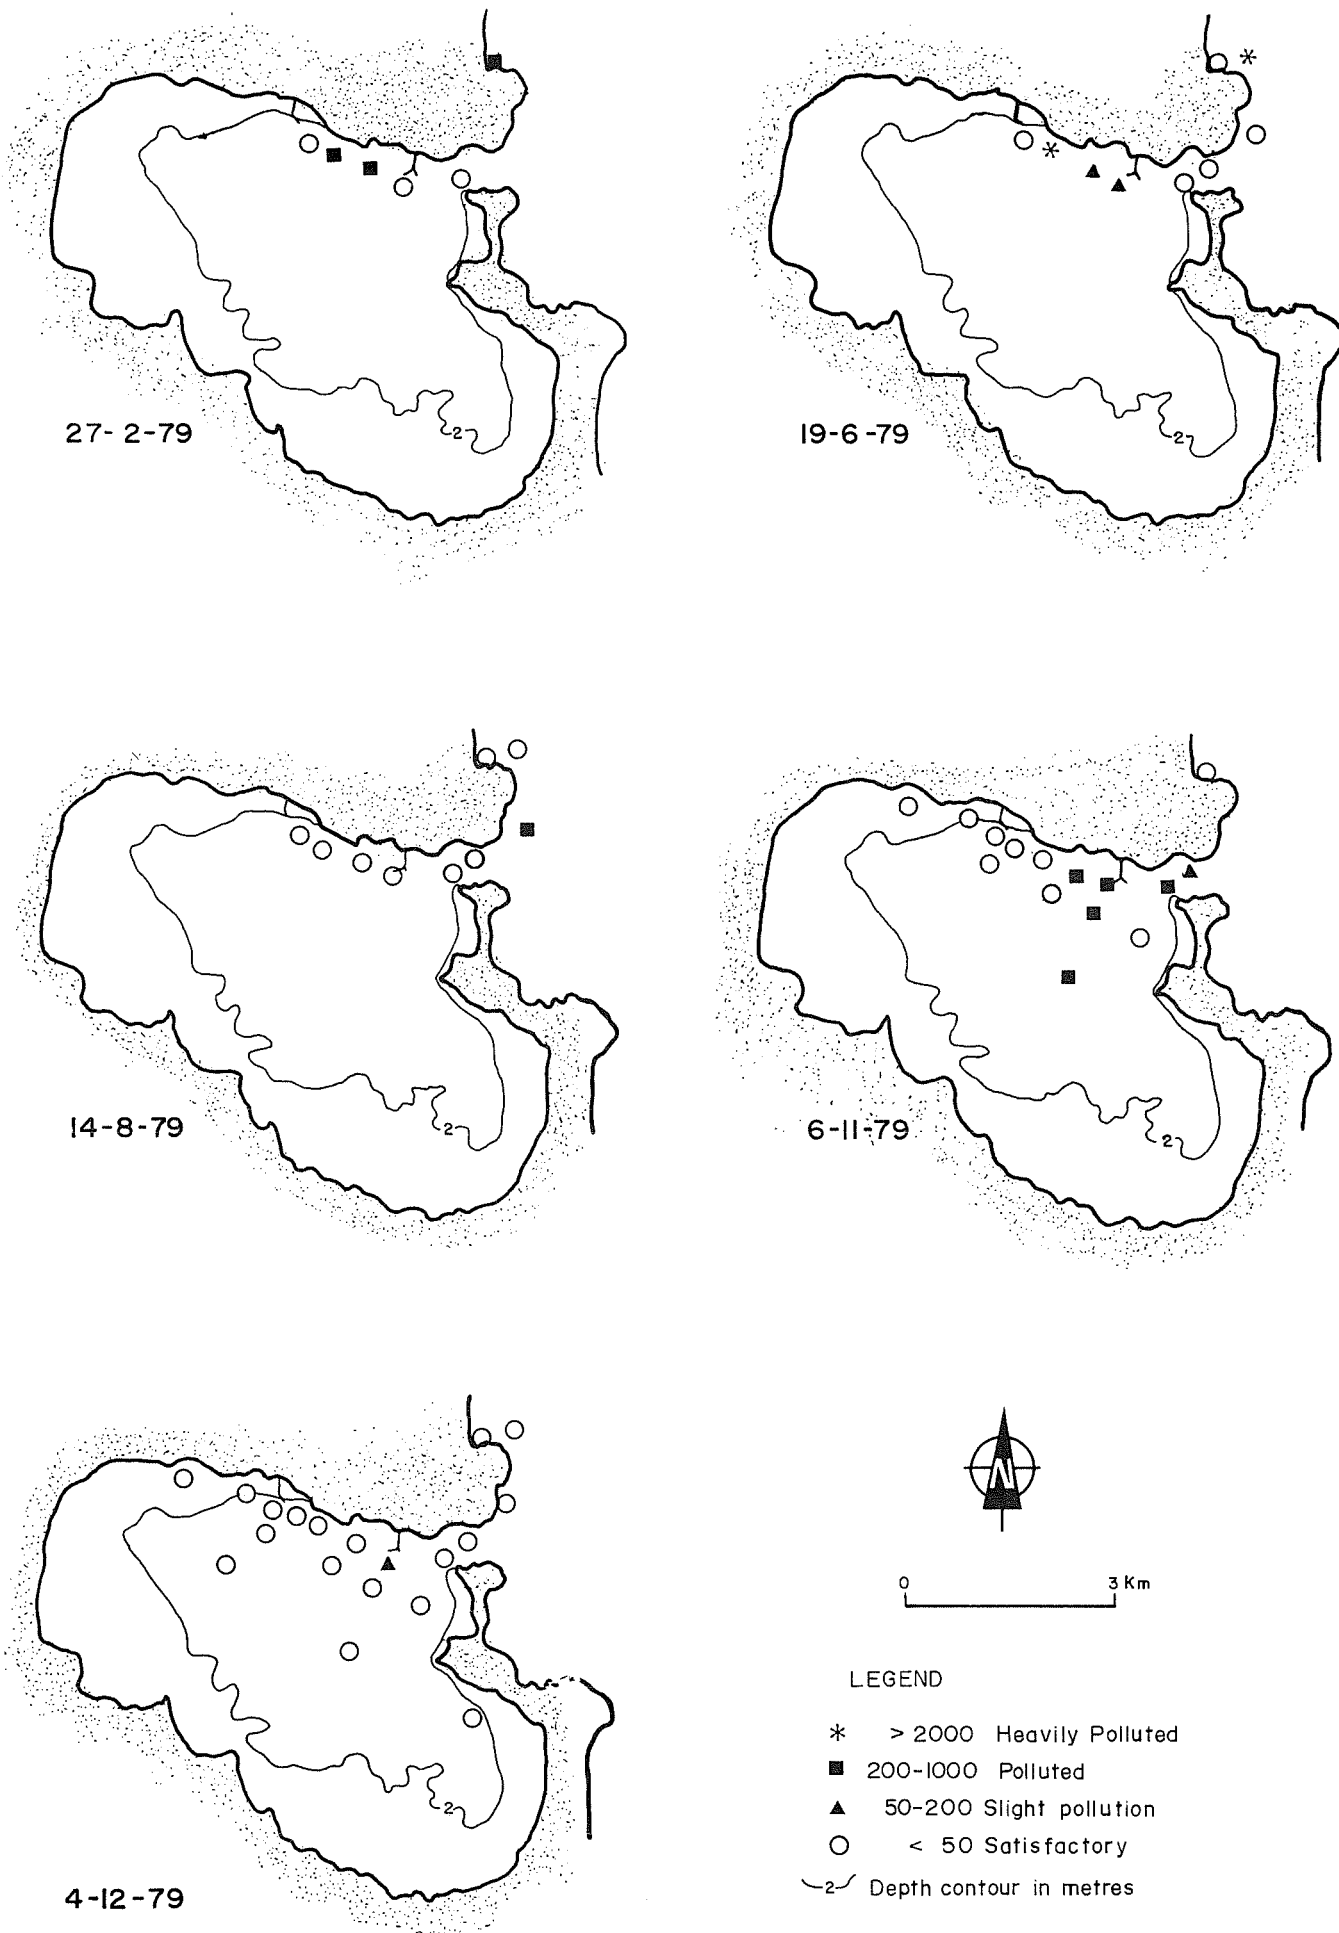 27-2-79
19-6-79
2
2
14-8-79
6-11-79
2
2
N
0 3 Km
LEGEND
* > 2000 Heavily Polluted
■ 200-1000 Polluted
▲ 50-200 Slight pollution
○ < 50 Satisfactory
2 Depth contour in metres
2
4-12-79